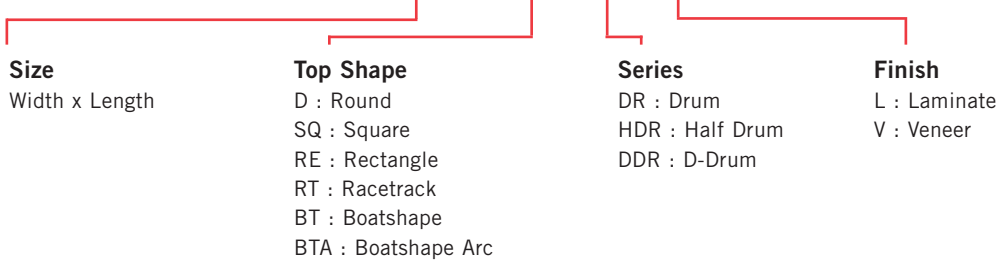 Size
Width x Length
Top Shape
D : Round
SQ : Square
RE : Rectangle
RT : Racetrack
BT : Boatshape
BTA : Boatshape Arc
Series
DR : Drum
HDR : Half Drum
DDR : D-Drum
Finish
L : Laminate
V : Veneer